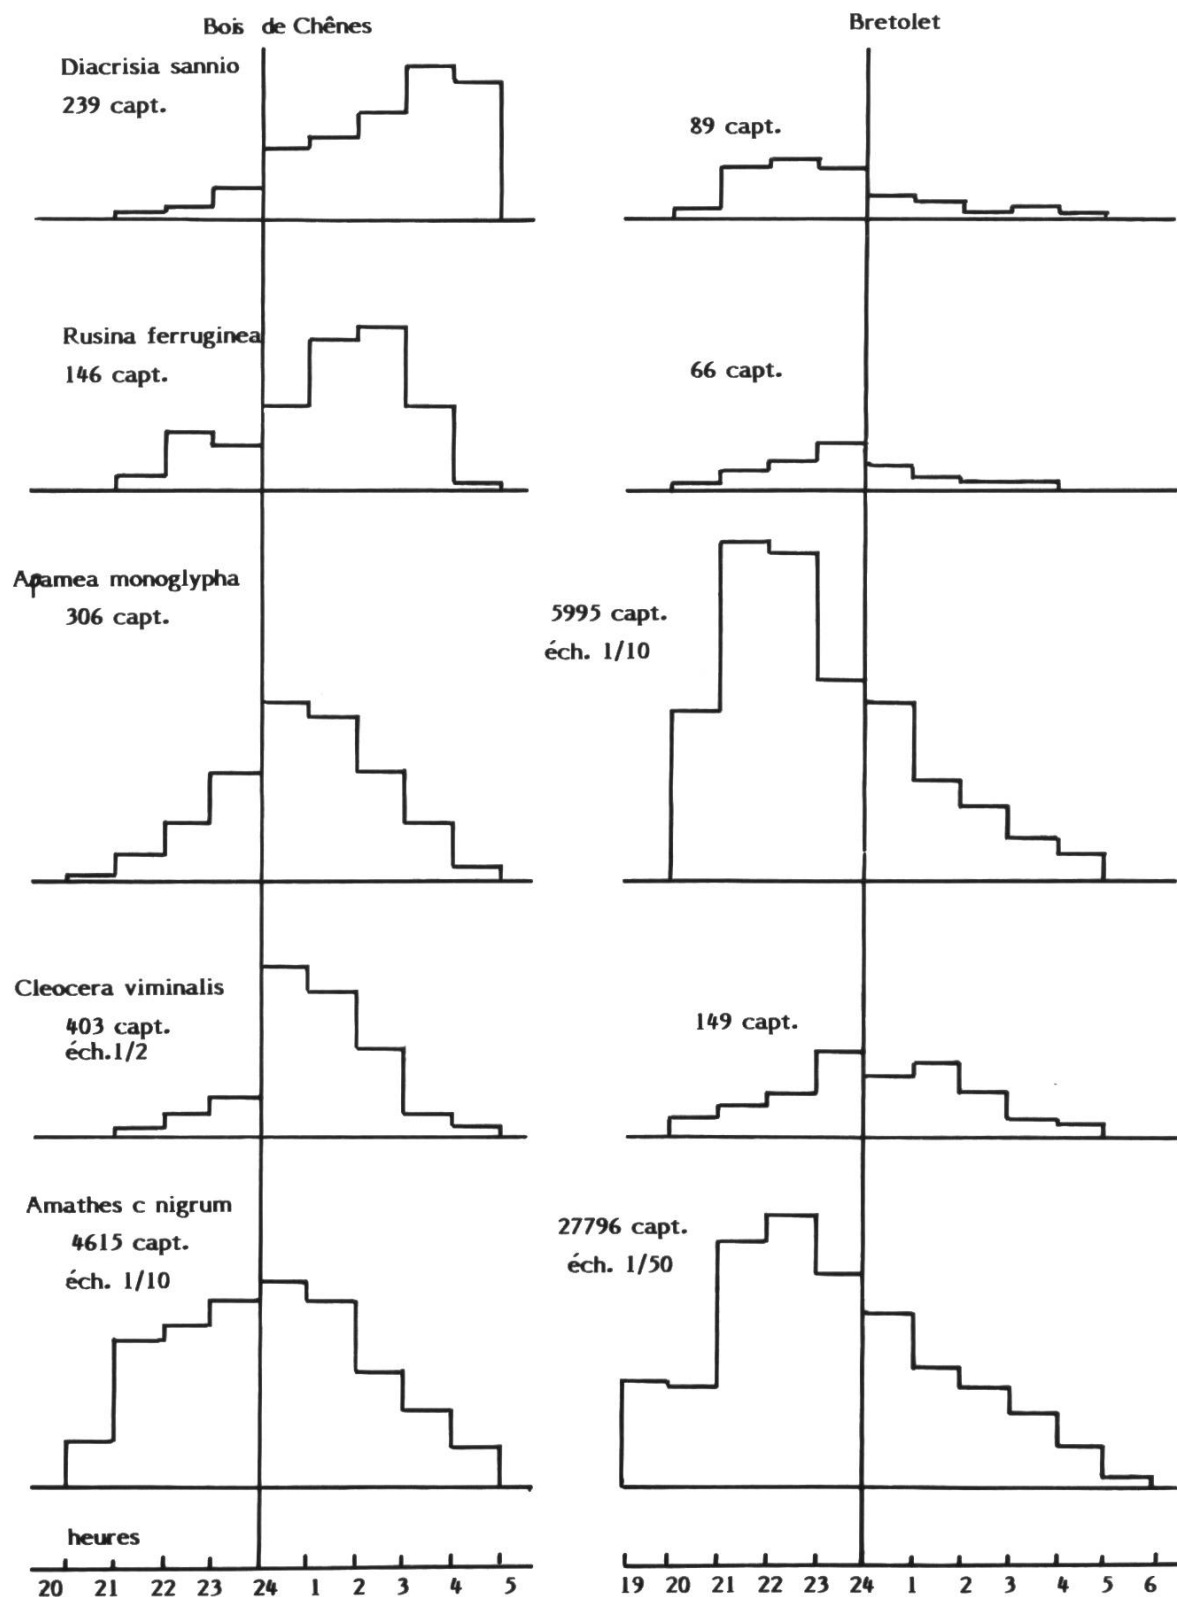 Bois de Chênes
Bretolet
Diacrisia sannio
239 capt.
89 capt.
Rusina ferruginea
146 capt.
66 capt.
Apamea monoglypha
306 capt.
5995 capt.
éch. 1/10
Cleocera viminalis
403 capt.
éch.1/2
149 capt.
Amathes c nigrum
4615 capt.
éch. 1/10
27796 capt.
éch. 1/50
heures
20 21 22 23 24 1 2 3 4 5
19 20 21 22 23 24 1 2 3 4 5 6